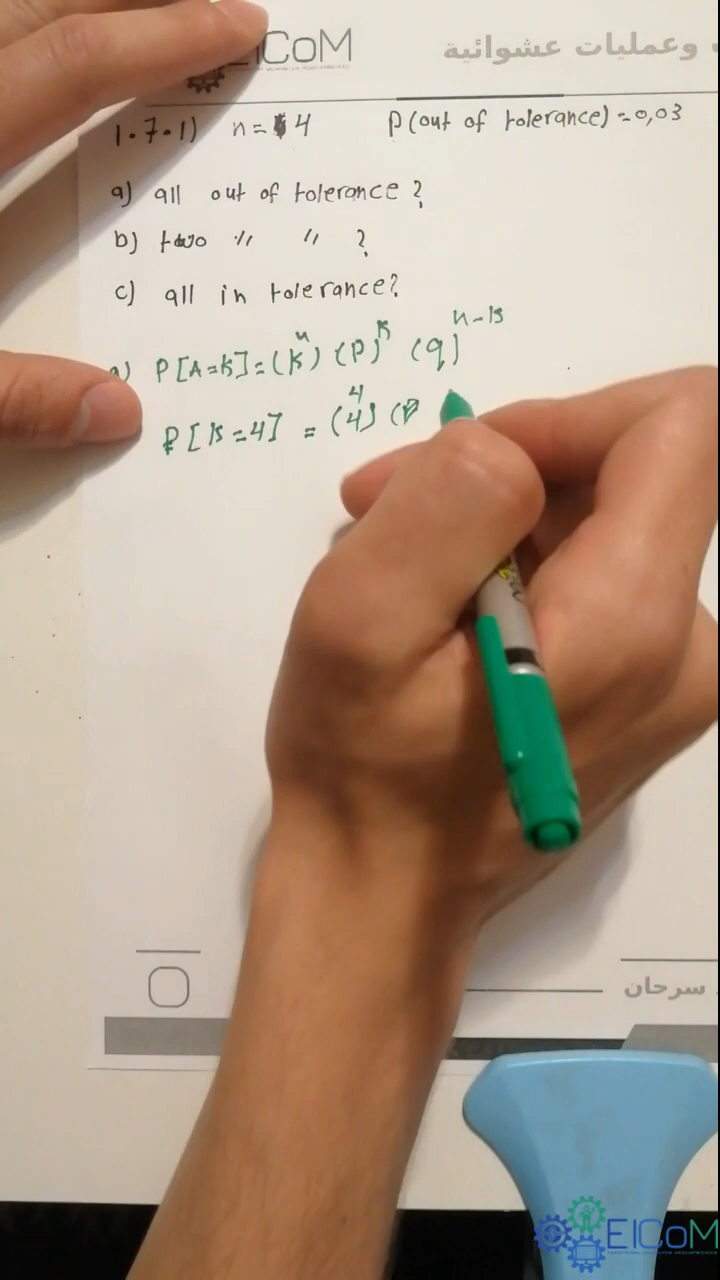 EICoM
وعمليات عشوائية
1.7.1) n = 4 P(out of tolerance) = 0,03
a) all out of tolerance?
b) two " " ?
c) all in tolerance?
a) P[A=k] = (k^n) (p)^k (q)^n-k
P[k=4] = (4^4) (P
سرحان
EICoM